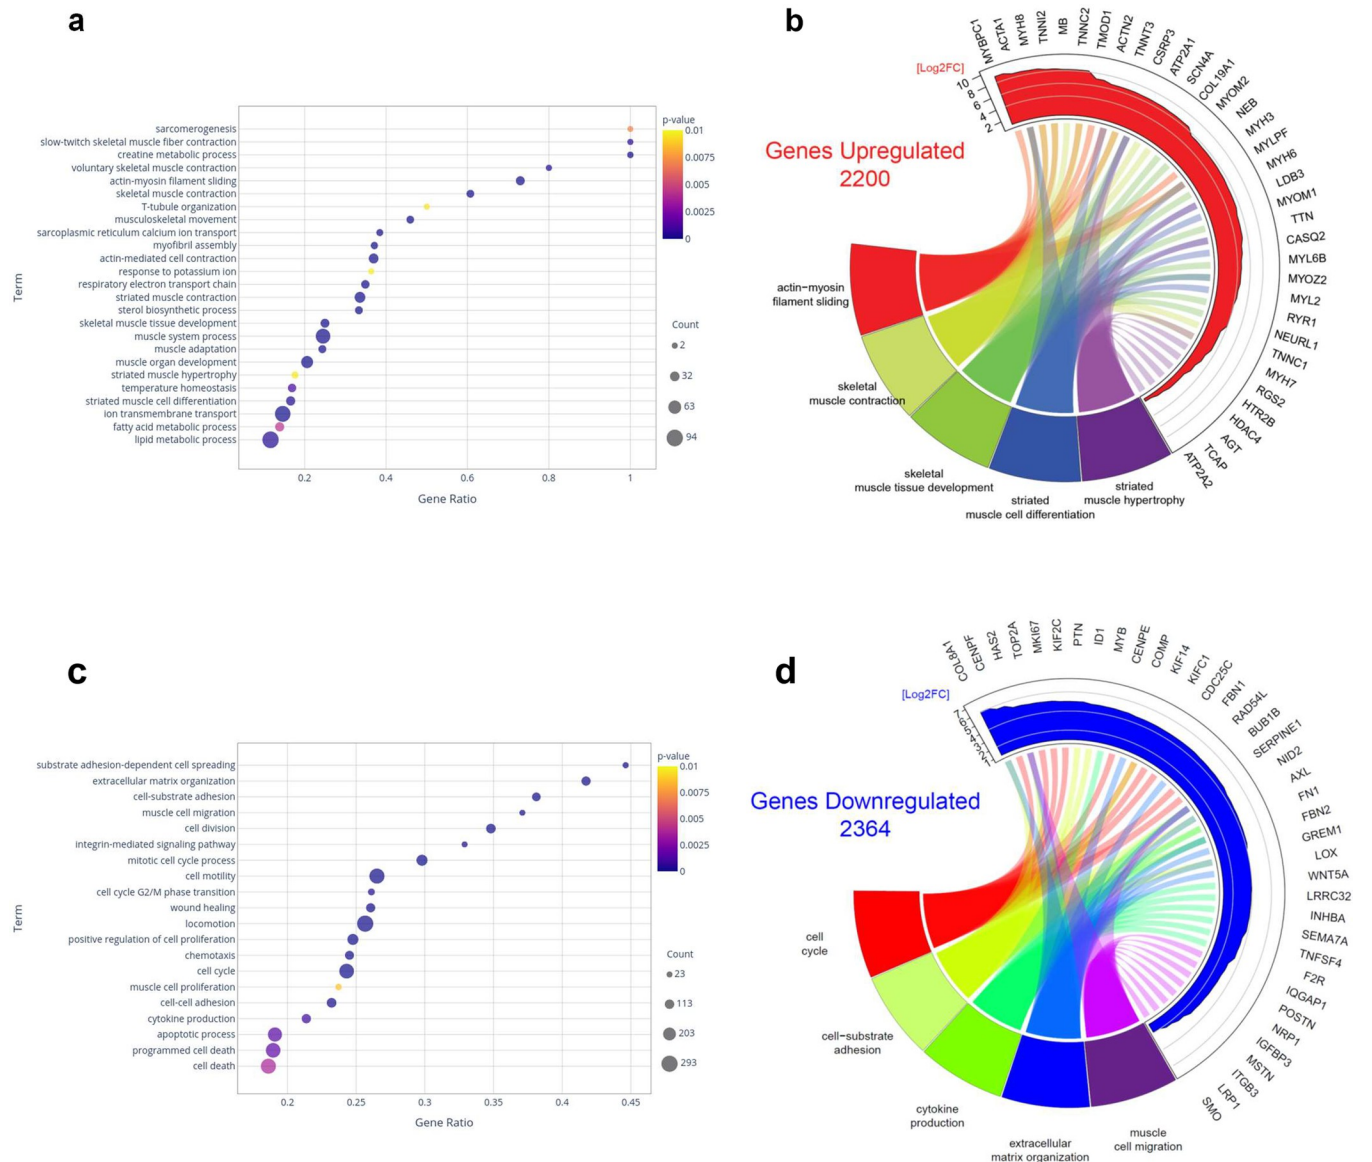 a
Term
sarcomerogenesis
slow-twitch skeletal muscle fiber contraction
creatine metabolic process
voluntary skeletal muscle contraction
actin-myosin filament sliding
skeletal muscle contraction
T-tubule organization
musculoskeletal movement
sarcoplasmic reticulum calcium ion transport
myofibril assembly
actin-mediated cell contraction
response to potassium ion
respiratory electron transport chain
striated muscle contraction
sterol biosynthetic process
skeletal muscle tissue development
muscle system process
muscle adaptation
muscle organ development
striated muscle hypertrophy
temperature homeostasis
striated muscle cell differentiation
ion transmembrane transport
fatty acid metabolic process
lipid metabolic process
0.2
0.4
0.6
0.8
1
Gene Ratio
p-value
0.01
0.0075
0.005
0.0025
0
Count
2
32
63
94
b
[Log2FC]
10
8
6
4
2
Genes Upregulated
2200
MYBPC1
ACTA1
MYH8
TNNI2
MB
TNNC2
TMOD1
ACTN2
TNNT3
CSRP3
ATP2A1
SCN4A
COL19A1
MYOM2
NEB
MYH3
MYLPF
MYH6
LDB3
MYOM1
TTN
CASQ2
MYL6B
MYOZ2
MYL2
RYR1
NEURL1
TNNC1
MYH7
RGS2
HTR2B
HDAC4
AGT
TCAP
ATP2A2
actin−myosin
filament sliding
skeletal
muscle contraction
skeletal
muscle tissue development
striated
muscle cell differentiation
striated
muscle hypertrophy
c
Term
substrate adhesion-dependent cell spreading
extracellular matrix organization
cell-substrate adhesion
muscle cell migration
cell division
integrin-mediated signaling pathway
mitotic cell cycle process
cell motility
cell cycle G2/M phase transition
wound healing
locomotion
positive regulation of cell proliferation
chemotaxis
cell cycle
muscle cell proliferation
cell-cell adhesion
cytokine production
apoptotic process
programmed cell death
cell death
0.2
0.25
0.3
0.35
0.4
0.45
Gene Ratio
p-value
0.01
0.0075
0.005
0.0025
0
Count
23
113
203
293
d
[Log2FC]
7
6
5
4
3
2
1
Genes Downregulated
2364
COL8A1
CENPF
HAS2
TOP2A
MKI67
KIF2C
PTN
ID1
MYB
CENPE
COMP
KIF14
KIFC1
CDC25C
FBN1
RAD54L
BUB1B
SERPINE1
NID2
AXL
FN1
FBN2
GREM1
LOX
WNT5A
LRRC32
INHBA
SEMA7A
TNFSF4
F2R
IQGAP1
POSTN
NRP1
IGFBP3
MSTN
ITGB3
LRP1
SMO
cell
cycle
cell−substrate
adhesion
cytokine
production
extracellular
matrix organization
muscle
cell migration